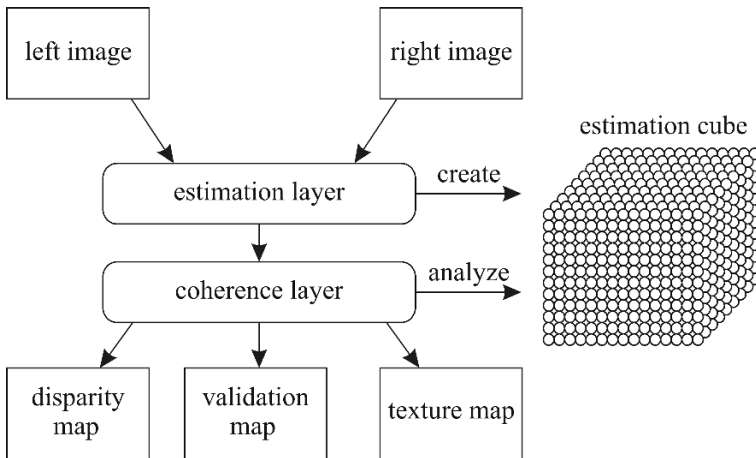 left image
right image
estimation cube
estimation layer
create
coherence layer
analyze
disparity
map
validation
map
texture map